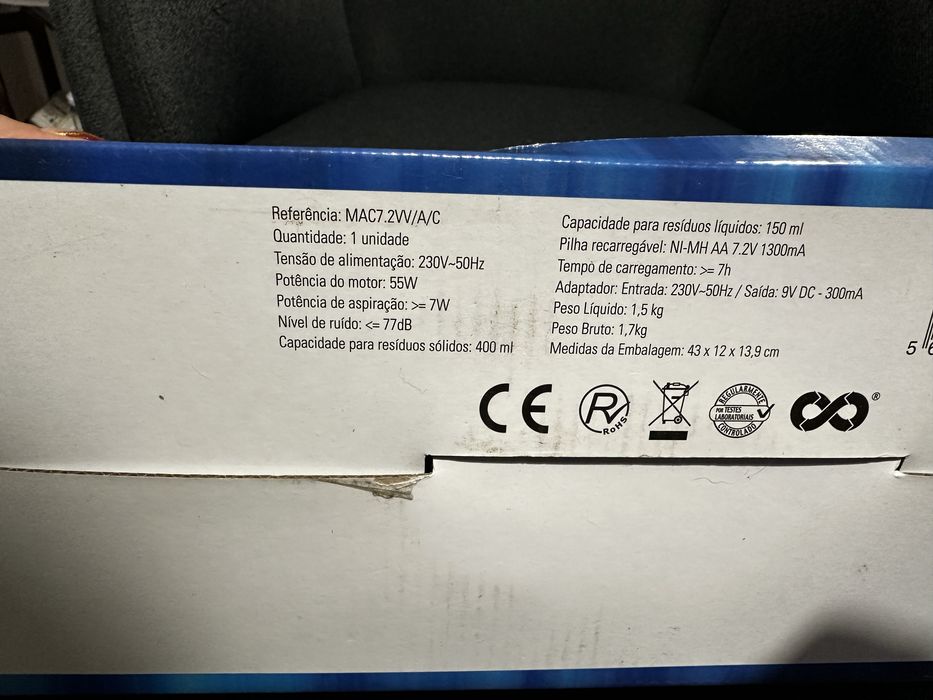 Referência: MAC7.2VV/A/C
Quantidade: 1 unidade
Tensão de alimentação: 230V~50Hz
Potência do motor: 55W
Potência de aspiração: >= 7W
Nível de ruído: <= 77dB
Capacidade para resíduos sólidos: 400 ml
Capacidade para resíduos líquidos: 150 ml
Pilha recarregável: NI-MH AA 7.2V 1300mA
Tempo de carregamento: >= 7h
Adaptador: Entrada: 230V~50Hz / Saída: 9V DC - 300mA
Peso Líquido: 1,5 kg
Peso Bruto: 1,7kg
Medidas da Embalagem: 43 x 12 x 13,9 cm
CE
R
RoHS
REGULARMENTE
POR TESTES
LABORATORIAIS
CONTROLADO
®
5